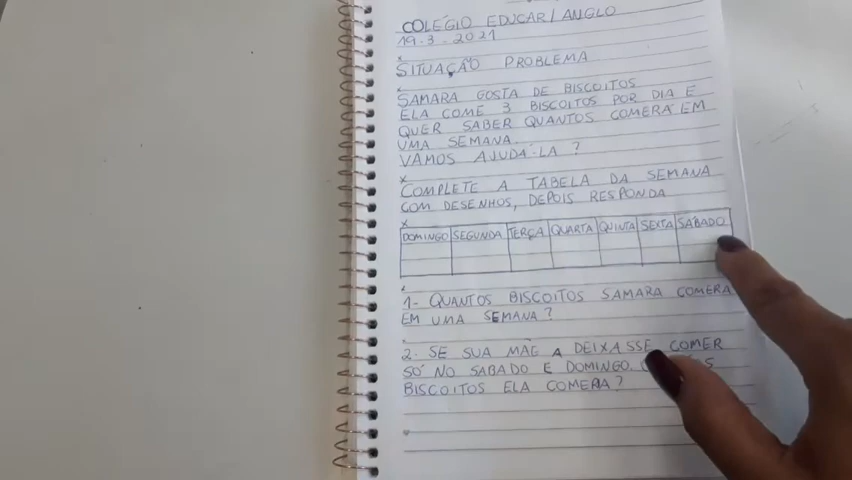 COLÉGIO EDUCAR/ANGLO
19.3.2021
SITUAÇÃO PROBLEMA
SAMARA GOSTA DE BISCOITOS
ELA COME 3 BISCOITOS POR DIA E
QUER SABER QUANTOS COMERÁ EM
UMA SEMANA.
VAMOS AJUDÁ-LA ?
COMPLETE A TABELA DA SEMANA
COM DESENHOS, DEPOIS RESPONDA
DOMINGO SEGUNDA TERÇA QUARTA QUINTA SEXTA SÁBADO
1- QUANTOS BISCOITOS SAMARA COMERÁ
EM UMA SEMANA?
2. SE SUA MÃE A DEIXASSE COMER
SÓ NO SABADO E DOMINGO
BISCOITOS ELA COMERIA?